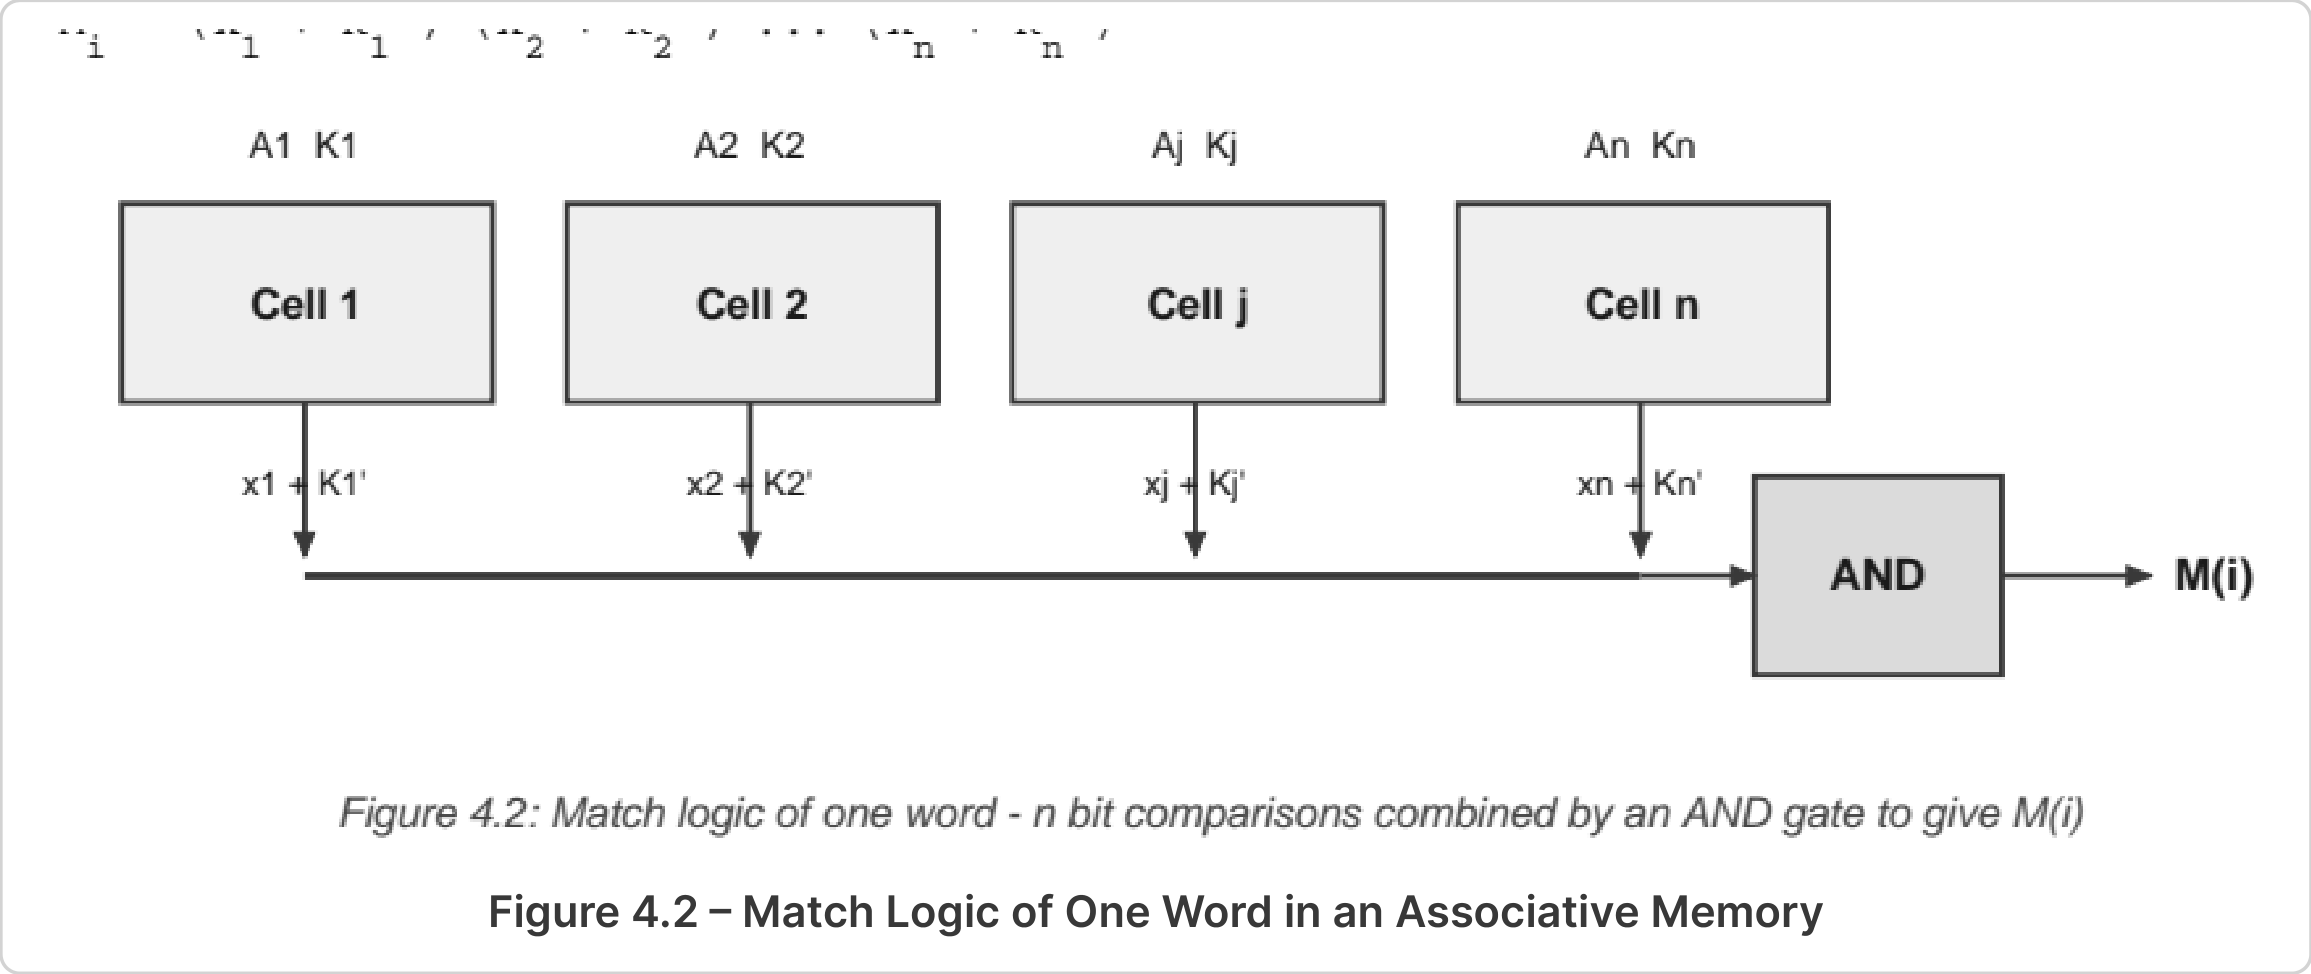 A1 K1 A2 K2 Aj Kj An Kn
Cell 1 Cell 2 Cell j Cell n
x1 + K1' x2 + K2' xj + Kj' xn + Kn'
AND M(i)
Figure 4.2: Match logic of one word - n bit comparisons combined by an AND gate to give M(i)
Figure 4.2 – Match Logic of One Word in an Associative Memory